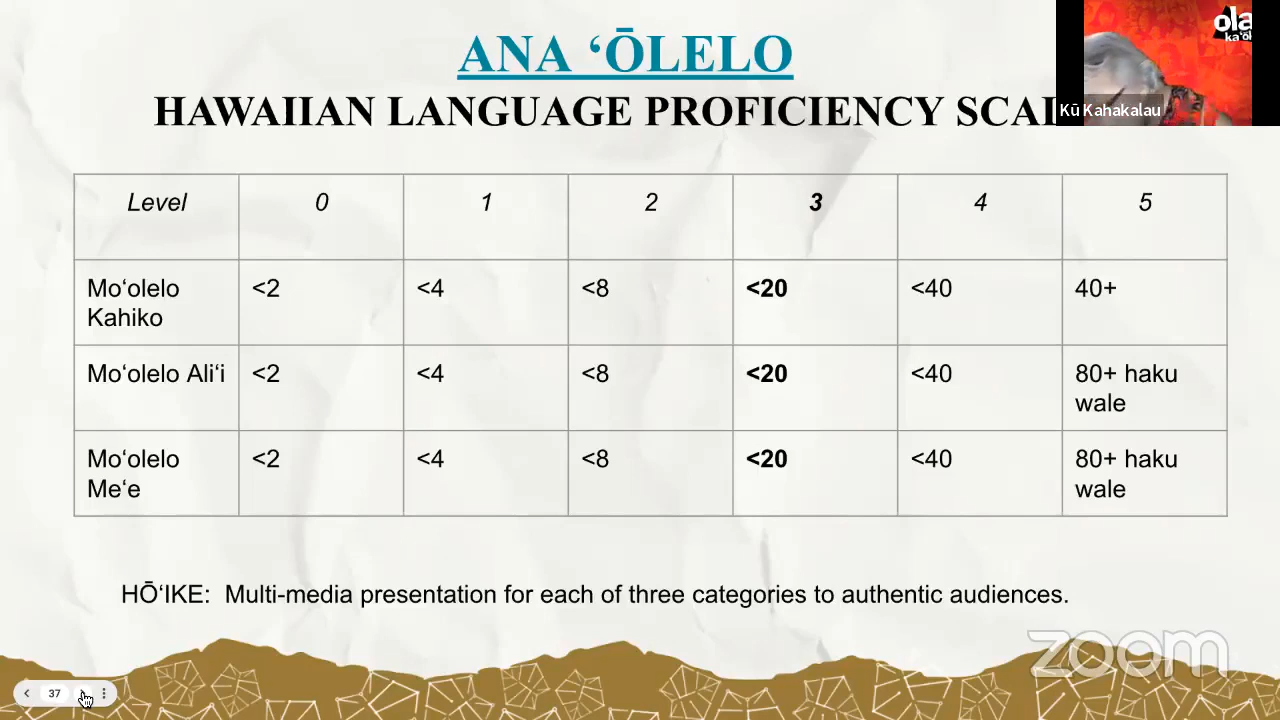 ANA ʻŌLELO
HAWAIIAN LANGUAGE PROFICIENCY SCAL
ola
ka ʻōl
Kū Kahakalau
Level 0 1 2 3 4 5
Moʻolelo Kahiko <2 <4 <8 <20 <40 40+
Moʻolelo Aliʻi <2 <4 <8 <20 <40 80+ haku wale
Moʻolelo Meʻe <2 <4 <8 <20 <40 80+ haku wale
HŌʻIKE: Multi-media presentation for each of three categories to authentic audiences.
zoom
37